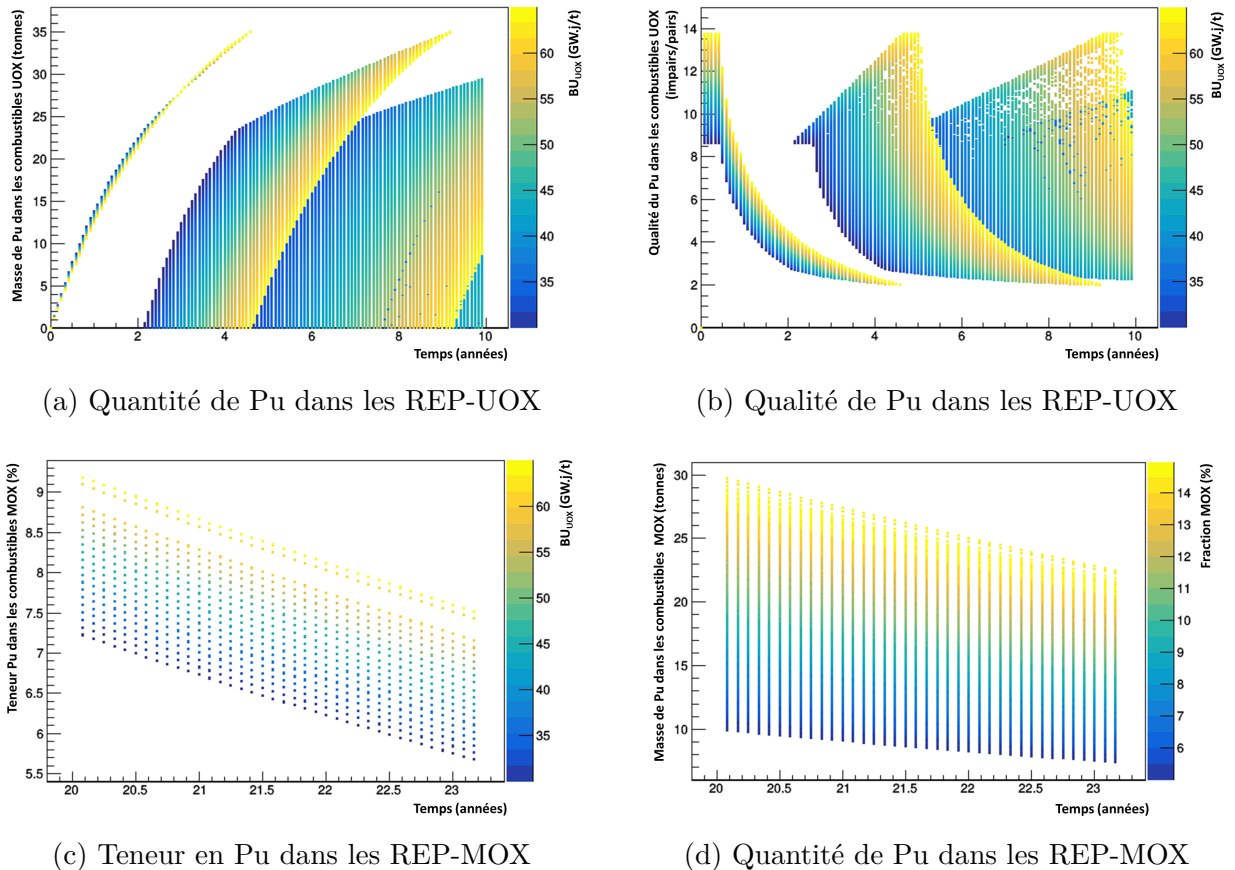 Masse de Pu dans les combustibles UOX (tonnes)
35
30
25
20
15
10
5
0
0 2 4 6 8 10
Temps (années)
60
55
50
45
40
35
BU_UOX (GW.j/t)
(a) Quantité de Pu dans les REP-UOX
Qualité du Pu dans les combustibles UOX
(impairs/pairs)
14
12
10
8
6
4
2
0
0 2 4 6 8 10
Temps (années)
60
55
50
45
40
35
BU_UOX (GW.j/t)
(b) Qualité de Pu dans les REP-UOX
Teneur Pu dans les combustibles MOX (%)
9
8.5
8
7.5
7
6.5
6
5.5
20 20.5 21 21.5 22 22.5 23
Temps (années)
60
55
50
45
40
35
BU_UOX (GW.j/t)
(c) Teneur en Pu dans les REP-MOX
Masse de Pu dans les combustibles MOX (tonnes)
30
25
20
15
10
20 20.5 21 21.5 22 22.5 23
Temps (années)
14
13
12
11
10
9
8
7
6
Fraction MOX (%)
(d) Quantité de Pu dans les REP-MOX